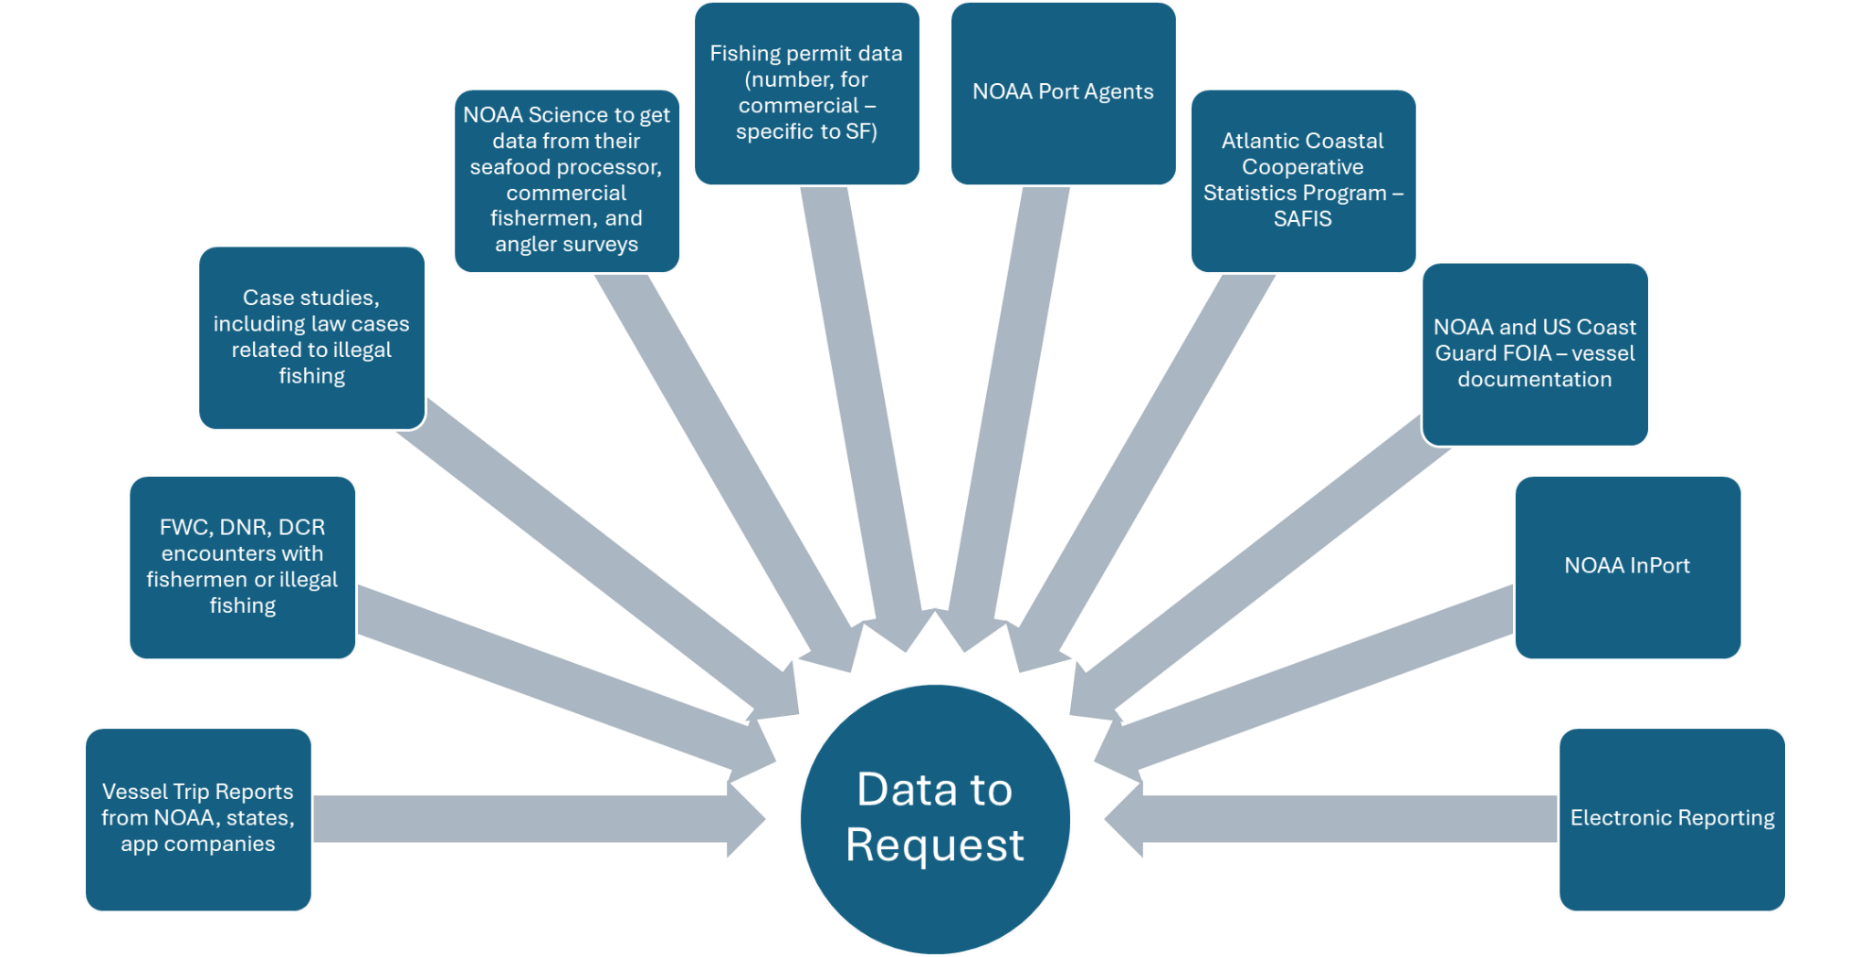 Fishing permit data
(number, for
commercial –
specific to SF)
NOAA Port Agents
NOAA Science to get
data from their
seafood processor,
commercial
fishermen, and
angler surveys
Atlantic Coastal
Cooperative
Statistics Program –
SAFIS
Case studies,
including law cases
related to illegal
fishing
NOAA and US Coast
Guard FOIA – vessel
documentation
FWC, DNR, DCR
encounters with
fishermen or illegal
fishing
NOAA InPort
Vessel Trip Reports
from NOAA, states,
app companies
Data to
Request
Electronic Reporting